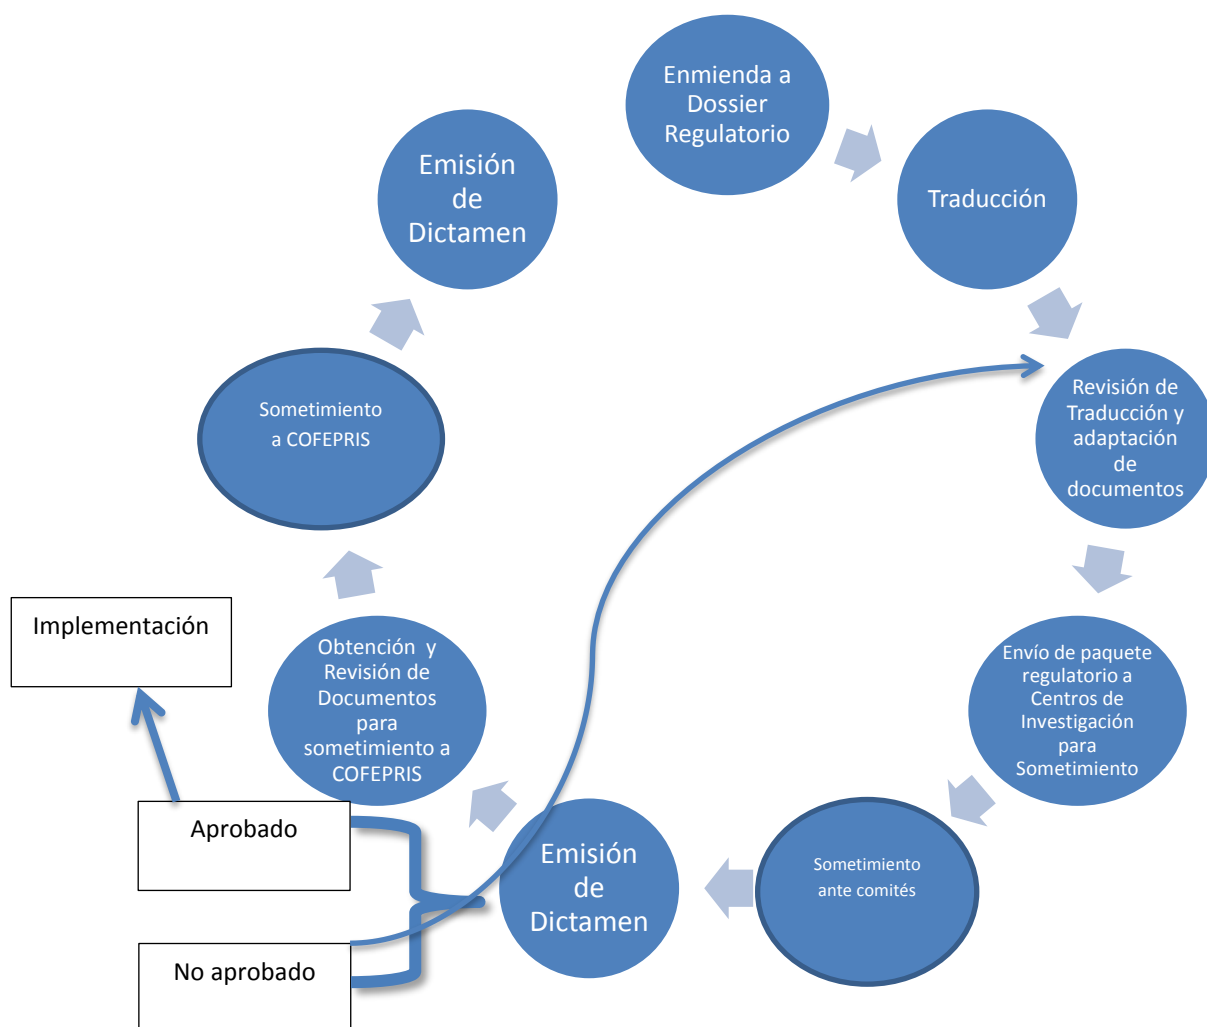 Enmienda a
Dossier
Regulatorio
Traducción
Revisión de
Traducción y
adaptación
de
documentos
Envío de paquete
regulatorio a
Centros de
Investigación
para
Sometimiento
Sometimiento
ante comités
Emisión
de
Dictamen
Obtención y
Revisión de
Documentos
para
sometimiento a
COFEPRIS
Sometimiento
a COFEPRIS
Emisión
de
Dictamen
Implementación
Aprobado
No aprobado